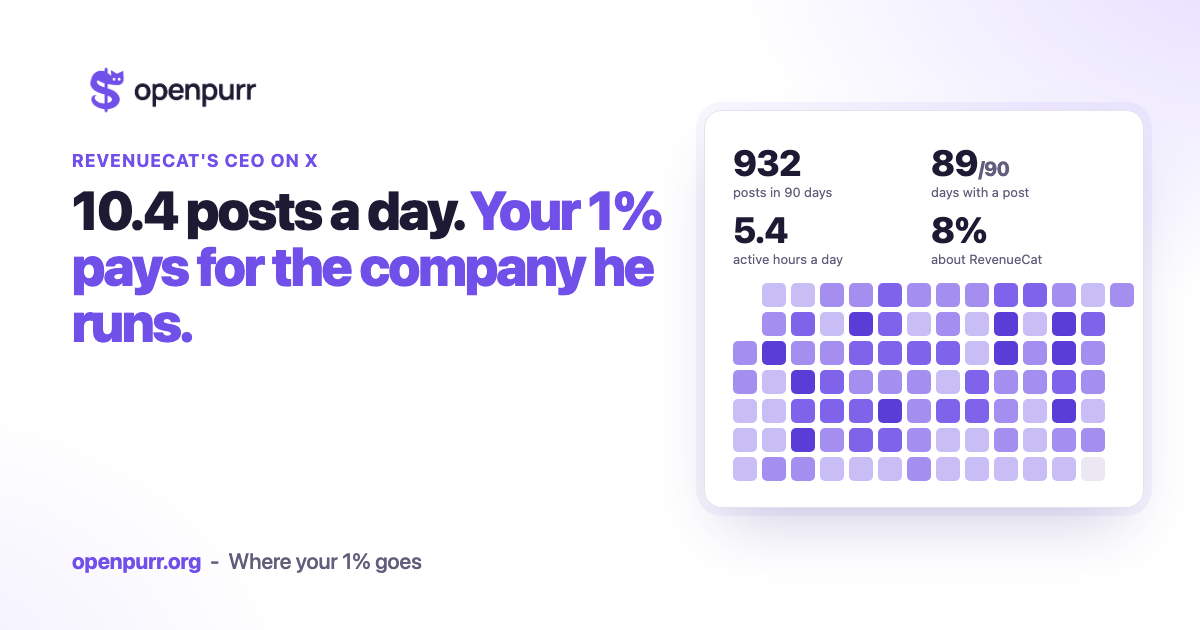 openpurr
REVENUECAT'S CEO ON X
10.4 posts a day. Your 1%
pays for the company he
runs.
932
posts in 90 days
89/90
days with a post
5.4
active hours a day
8%
about RevenueCat
openpurr.org - Where your 1% goes